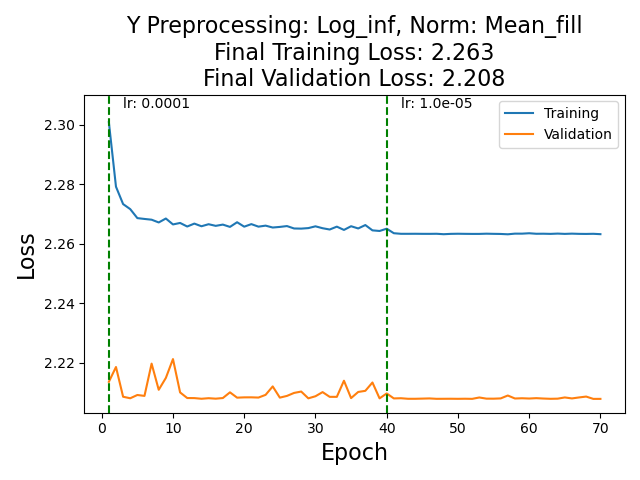 Y Preprocessing: Log_inf, Norm: Mean_fill
Final Training Loss: 2.263
Final Validation Loss: 2.208
lr: 0.0001
lr: 1.0e-05
Training
Validation
2.30
2.28
2.26
2.24
2.22
Loss
0 10 20 30 40 50 60 70
Epoch